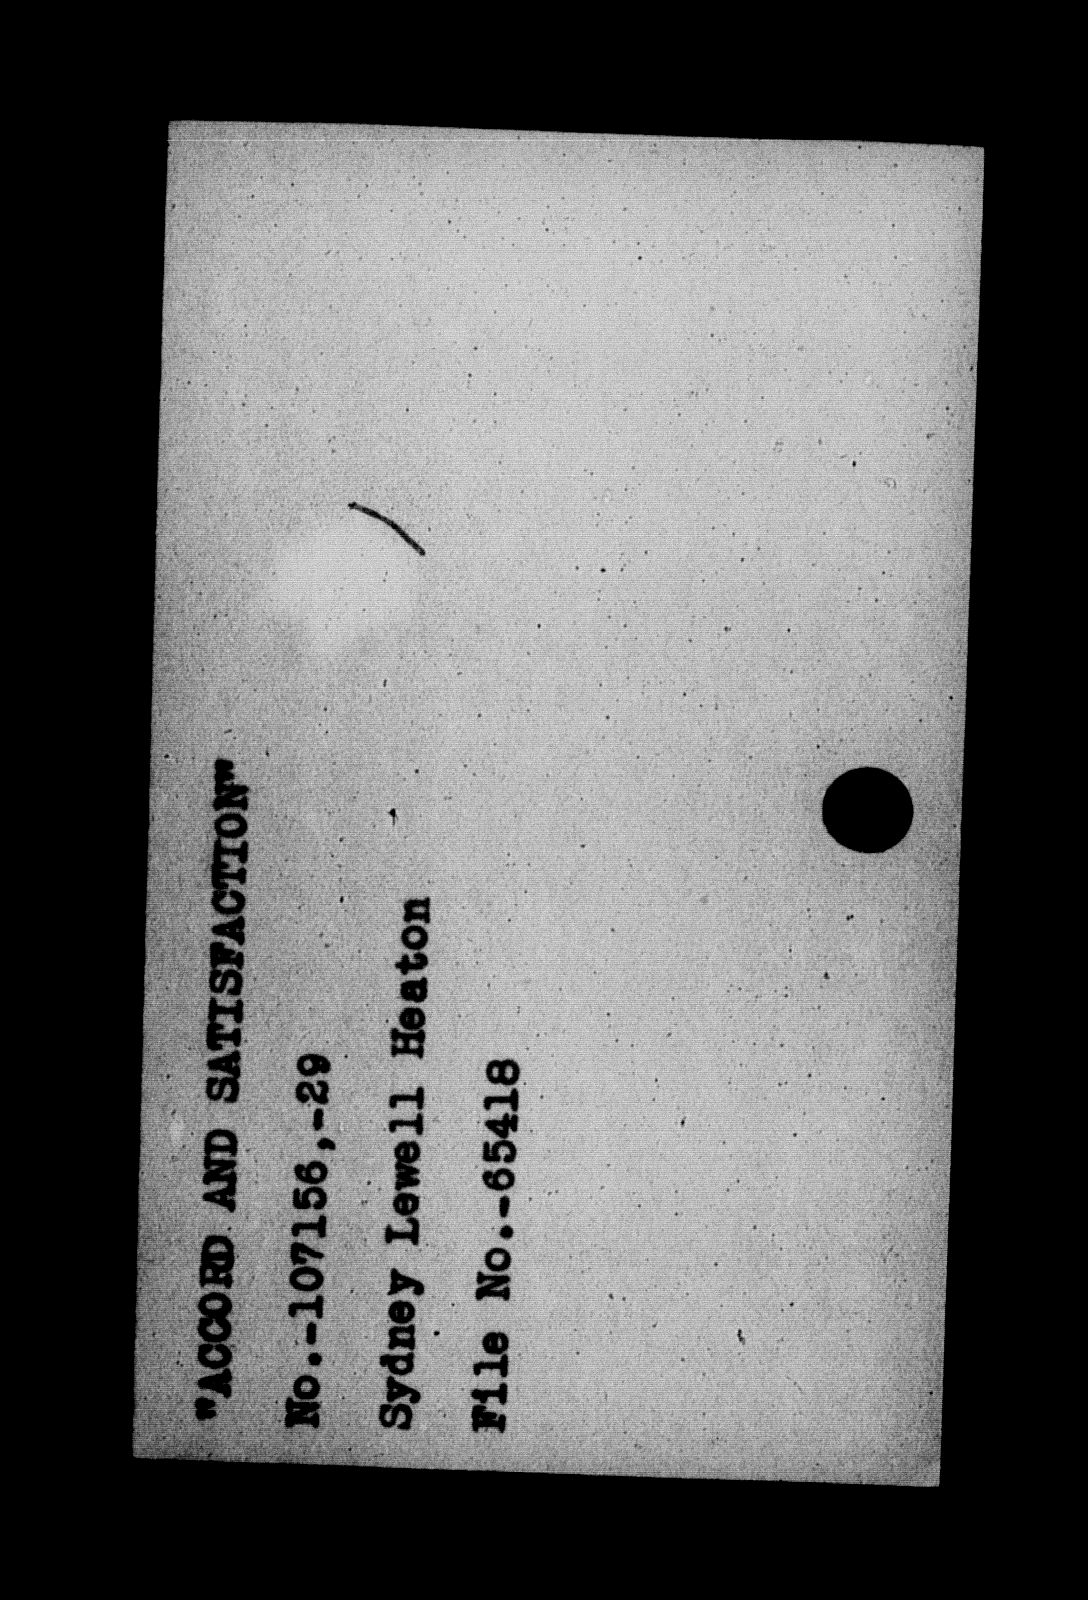 "ACCORD AND SATISFACTION"
No.-107156,-29
Sydney Lewell Heaton
File No.-65418